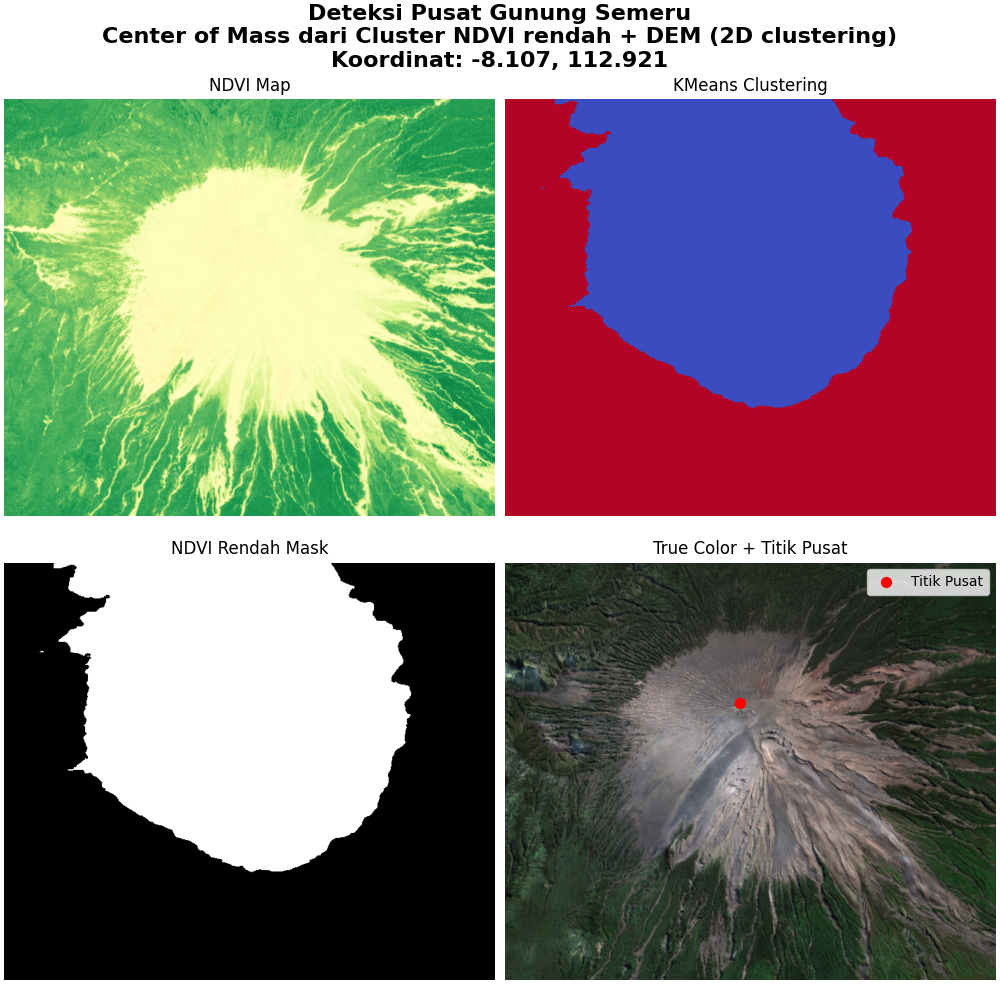 Deteksi Pusat Gunung Semeru
Center of Mass dari Cluster NDVI rendah + DEM (2D clustering)
Koordinat: -8.107, 112.921
NDVI Map
KMeans Clustering
NDVI Rendah Mask
True Color + Titik Pusat
Titik Pusat